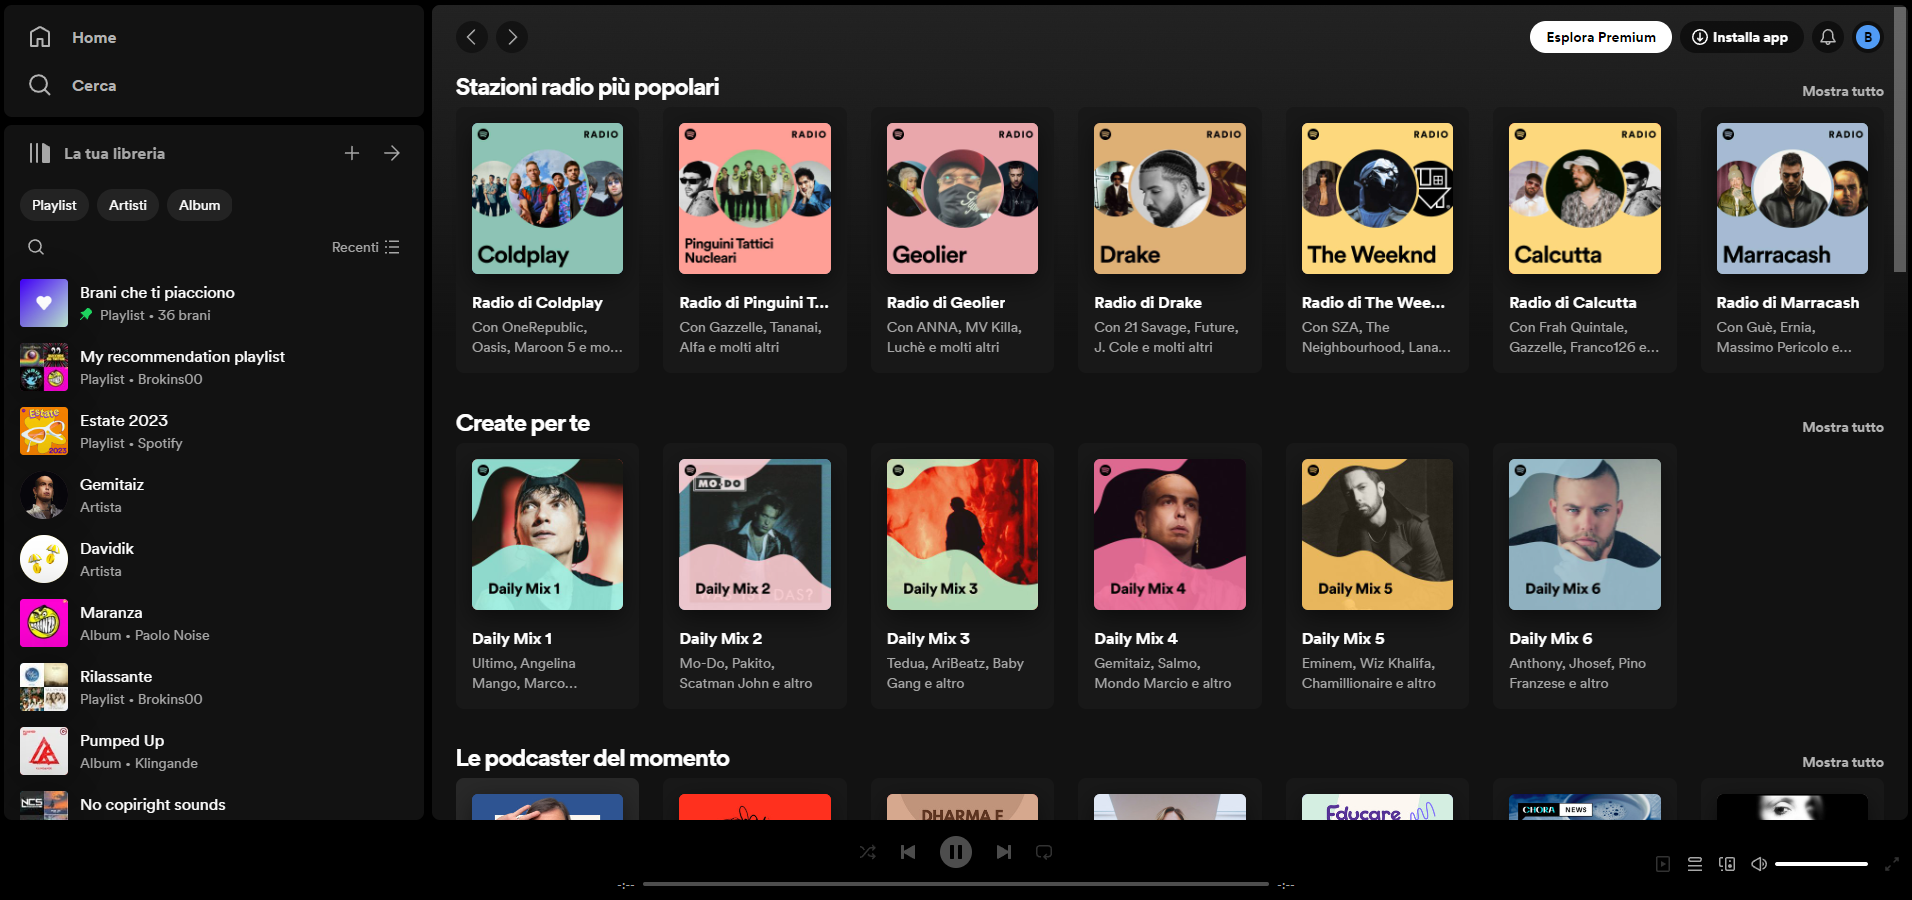 Home
Cerca
La tua libreria
Playlist
Artisti
Album
Recenti
Brani che ti piacciono
Playlist • 36 brani
My recommendation playlist
Playlist • Brokins00
Estate
2023
Estate 2023
Playlist • Spotify
Gemitaiz
Artista
Davidik
Artista
Maranza
Album • Paolo Noise
Rilassante
Playlist • Brokins00
Pumped Up
Album • Klingande
NCS
No copiright sounds
Esplora Premium
Installa app
B
Stazioni radio più popolari
Mostra tutto
RADIO
Coldplay
Radio di Coldplay
Con OneRepublic,
Oasis, Maroon 5 e mo...
RADIO
Pinguini Tattici
Nucleari
Radio di Pinguini T...
Con Gazzelle, Tananai,
Alfa e molti altri
RADIO
Geolier
Radio di Geolier
Con ANNA, MV Killa,
Luchè e molti altri
RADIO
Drake
Radio di Drake
Con 21 Savage, Future,
J. Cole e molti altri
RADIO
The Weeknd
Radio di The Wee...
Con SZA, The
Neighbourhood, Lana...
RADIO
Calcutta
Radio di Calcutta
Con Frah Quintale,
Gazzelle, Franco126 e...
RADIO
Marracash
Radio di Marracash
Con Guè, Ernia,
Massimo Pericolo e...
Create per te
Mostra tutto
Daily Mix 1
Daily Mix 1
Ultimo, Angelina
Mango, Marco...
MO-DO
Daily Mix 2
DAS?
Daily Mix 2
Mo-Do, Pakito,
Scatman John e altro
Daily Mix 3
Daily Mix 3
Tedua, AriBeatz, Baby
Gang e altro
Daily Mix 4
Daily Mix 4
Gemitaiz, Salmo,
Mondo Marcio e altro
Daily Mix 5
Daily Mix 5
Eminem, Wiz Khalifa,
Chamillionaire e altro
Daily Mix 6
Daily Mix 6
Anthony, Jhosef, Pino
Franzese e altro
Le podcaster del momento
Mostra tutto
DHARMA E
Educare
CHORA NEWS
-:--
-:--